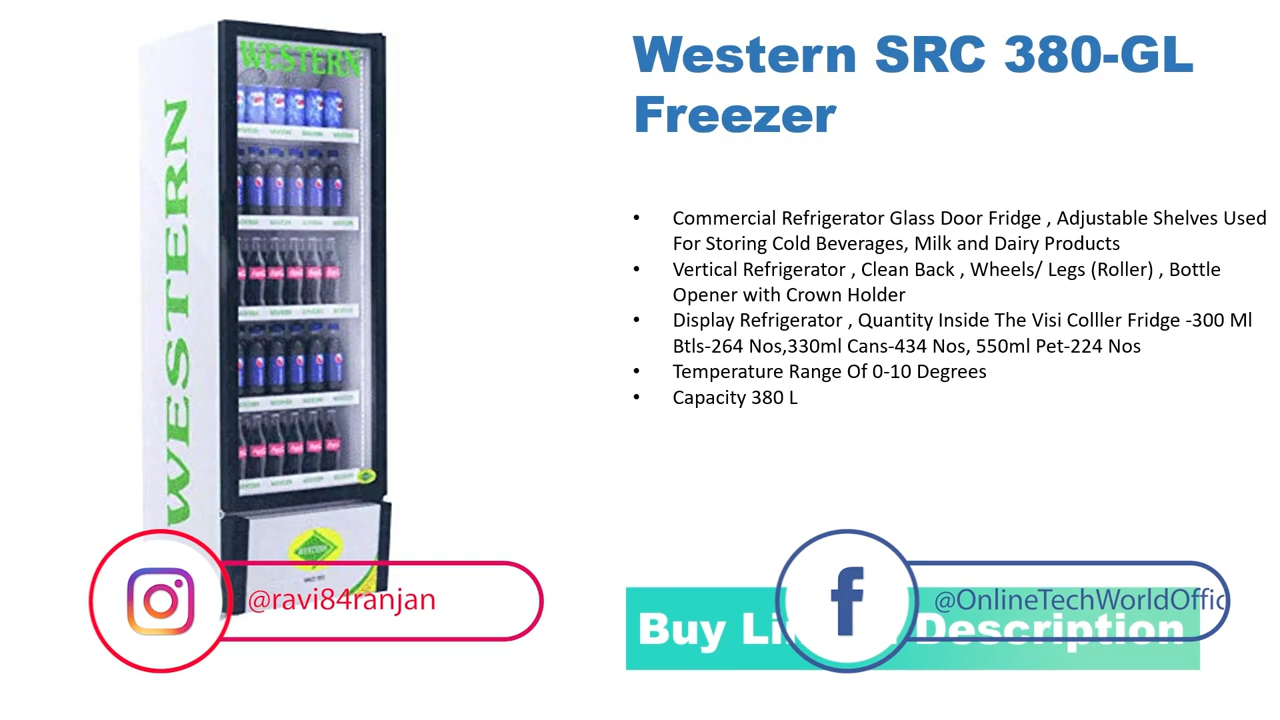 Western SRC 380-GL
Freezer
• Commercial Refrigerator Glass Door Fridge , Adjustable Shelves Used
For Storing Cold Beverages, Milk and Dairy Products
• Vertical Refrigerator , Clean Back , Wheels/ Legs (Roller) , Bottle
Opener with Crown Holder
• Display Refrigerator , Quantity Inside The Visi Colller Fridge -300 Ml
Btls-264 Nos,330ml Cans-434 Nos, 550ml Pet-224 Nos
• Temperature Range Of 0-10 Degrees
• Capacity 380 L
WESTERN
WESTERN
WESTERN
@ravi84ranjan
@OnlineTechWorldOffic
Buy Description